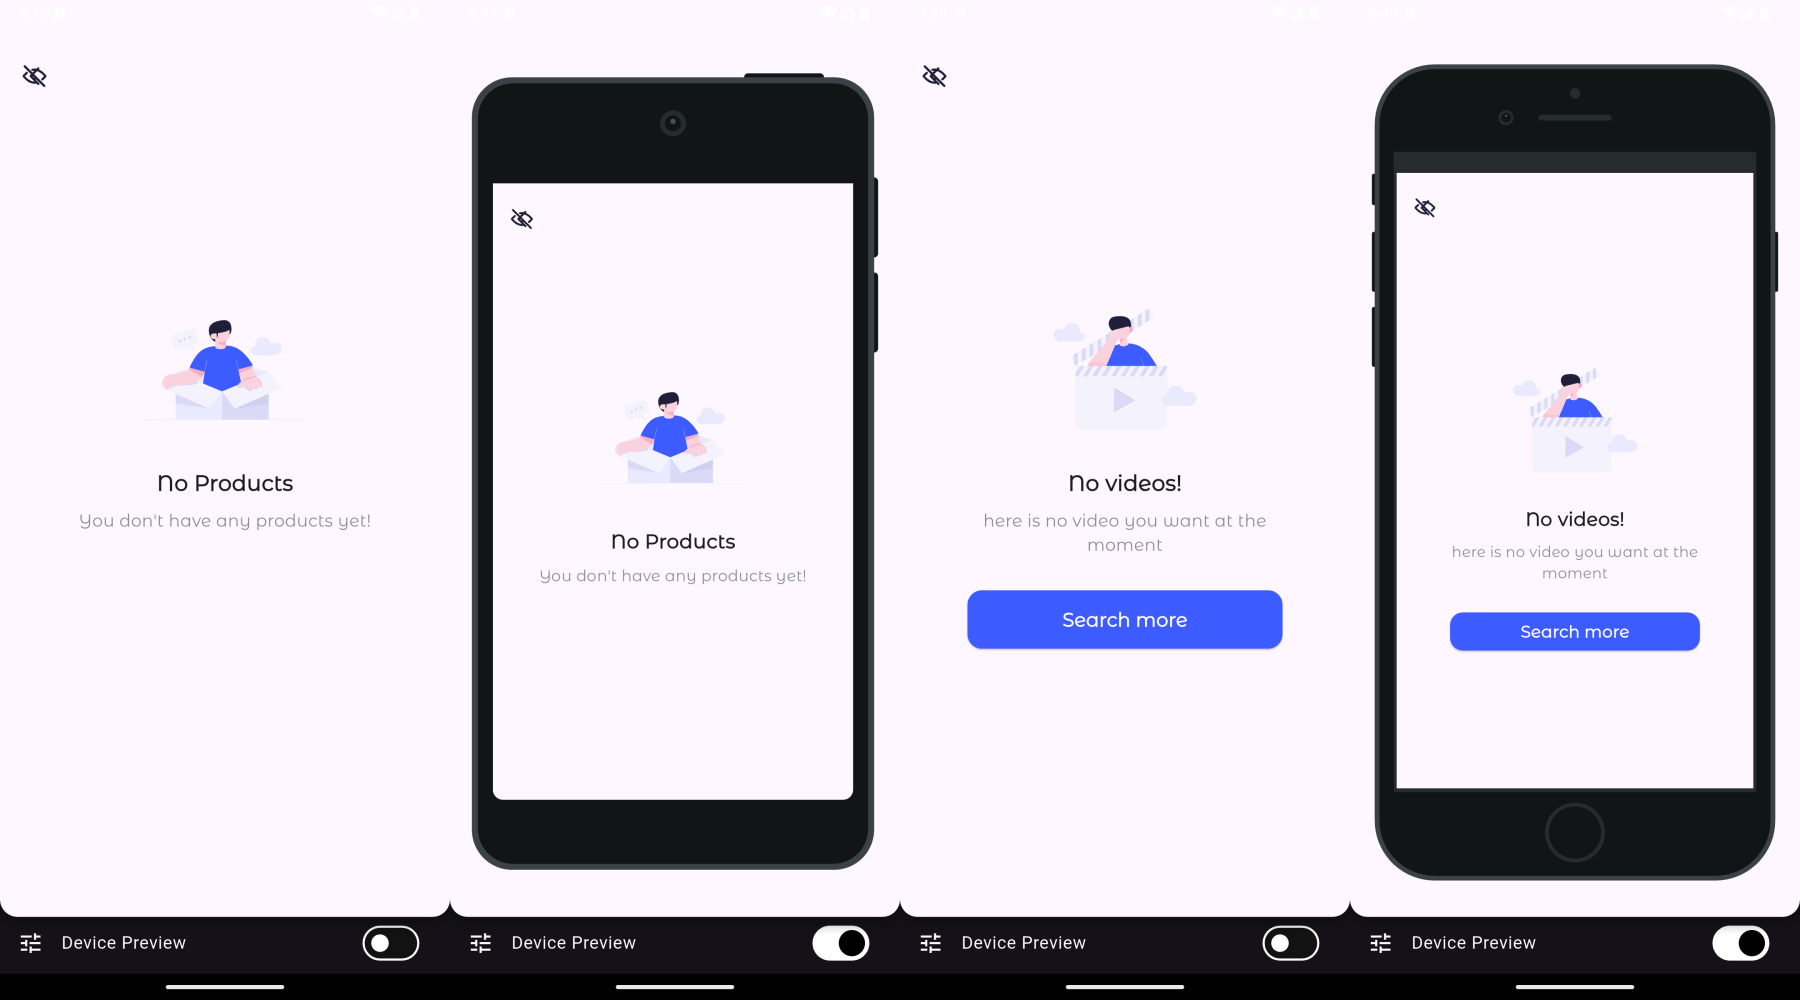 No Products
You don't have any products yet!
Device Preview
No Products
You don't have any products yet!
Device Preview
No videos!
here is no video you want at the
moment
Search more
Device Preview
No videos!
here is no video you want at the
moment
Search more
Device Preview